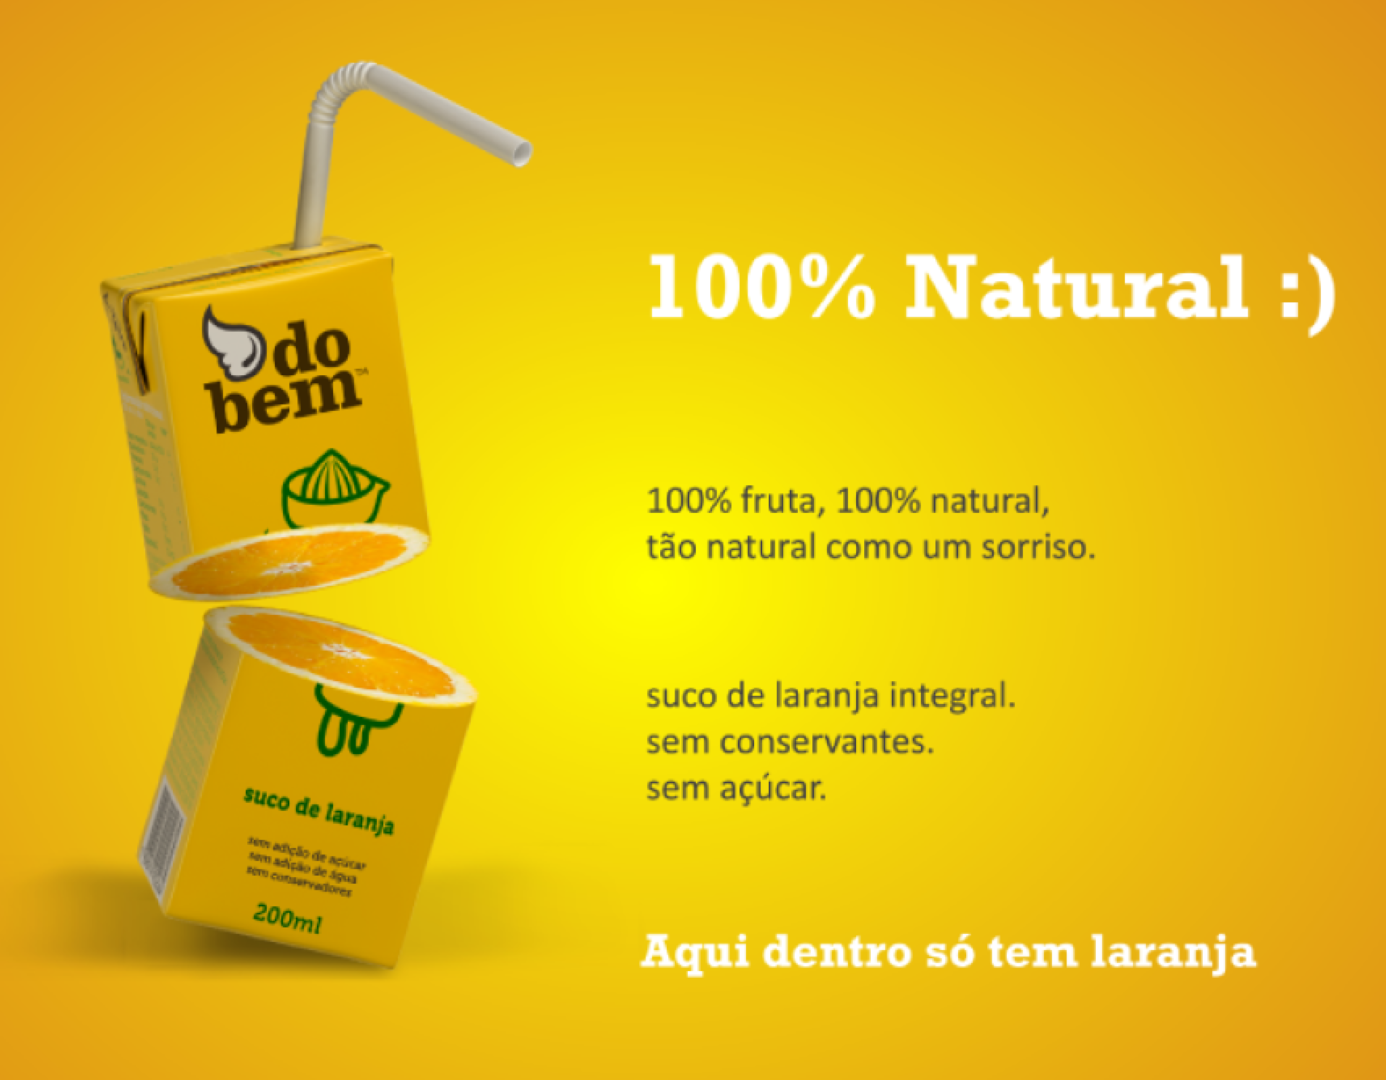 do
bem™
suco de laranja
sem adição de açúcar
sem adição de água
sem conservadores
200ml
100% Natural :)
100% fruta, 100% natural,
tão natural como um sorriso.
suco de laranja integral.
sem conservantes.
sem açúcar.
Aqui dentro só tem laranja